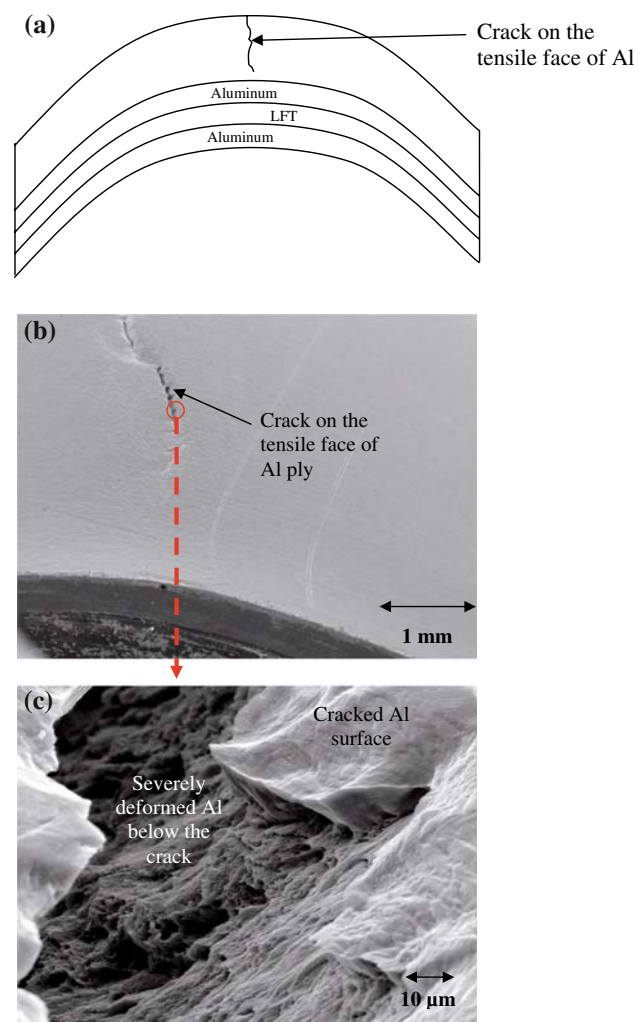 (a)
Crack on the
tensile face of Al
Aluminum
LFT
Aluminum
(b)
Crack on the
tensile face of
Al ply
1 mm
(c)
Cracked Al
surface
Severely
deformed Al
below the
crack
10 µm